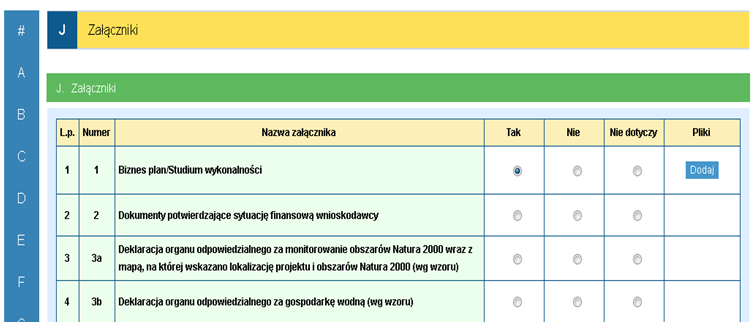 #
A
B
C
D
E
F
J Załączniki
J. Załączniki
L.p. Numer Nazwa załącznika Tak Nie Nie dotyczy Pliki
1 1 Biznes plan/Studium wykonalności Dodaj
2 2 Dokumenty potwierdzające sytuację finansową wnioskodawcy
3 3a Deklaracja organu odpowiedzialnego za monitorowanie obszarów Natura 2000 wraz z
mapą, na której wskazano lokalizację projektu i obszarów Natura 2000 (wg wzoru)
4 3b Deklaracja organu odpowiedzialnego za gospodarkę wodną (wg wzoru)